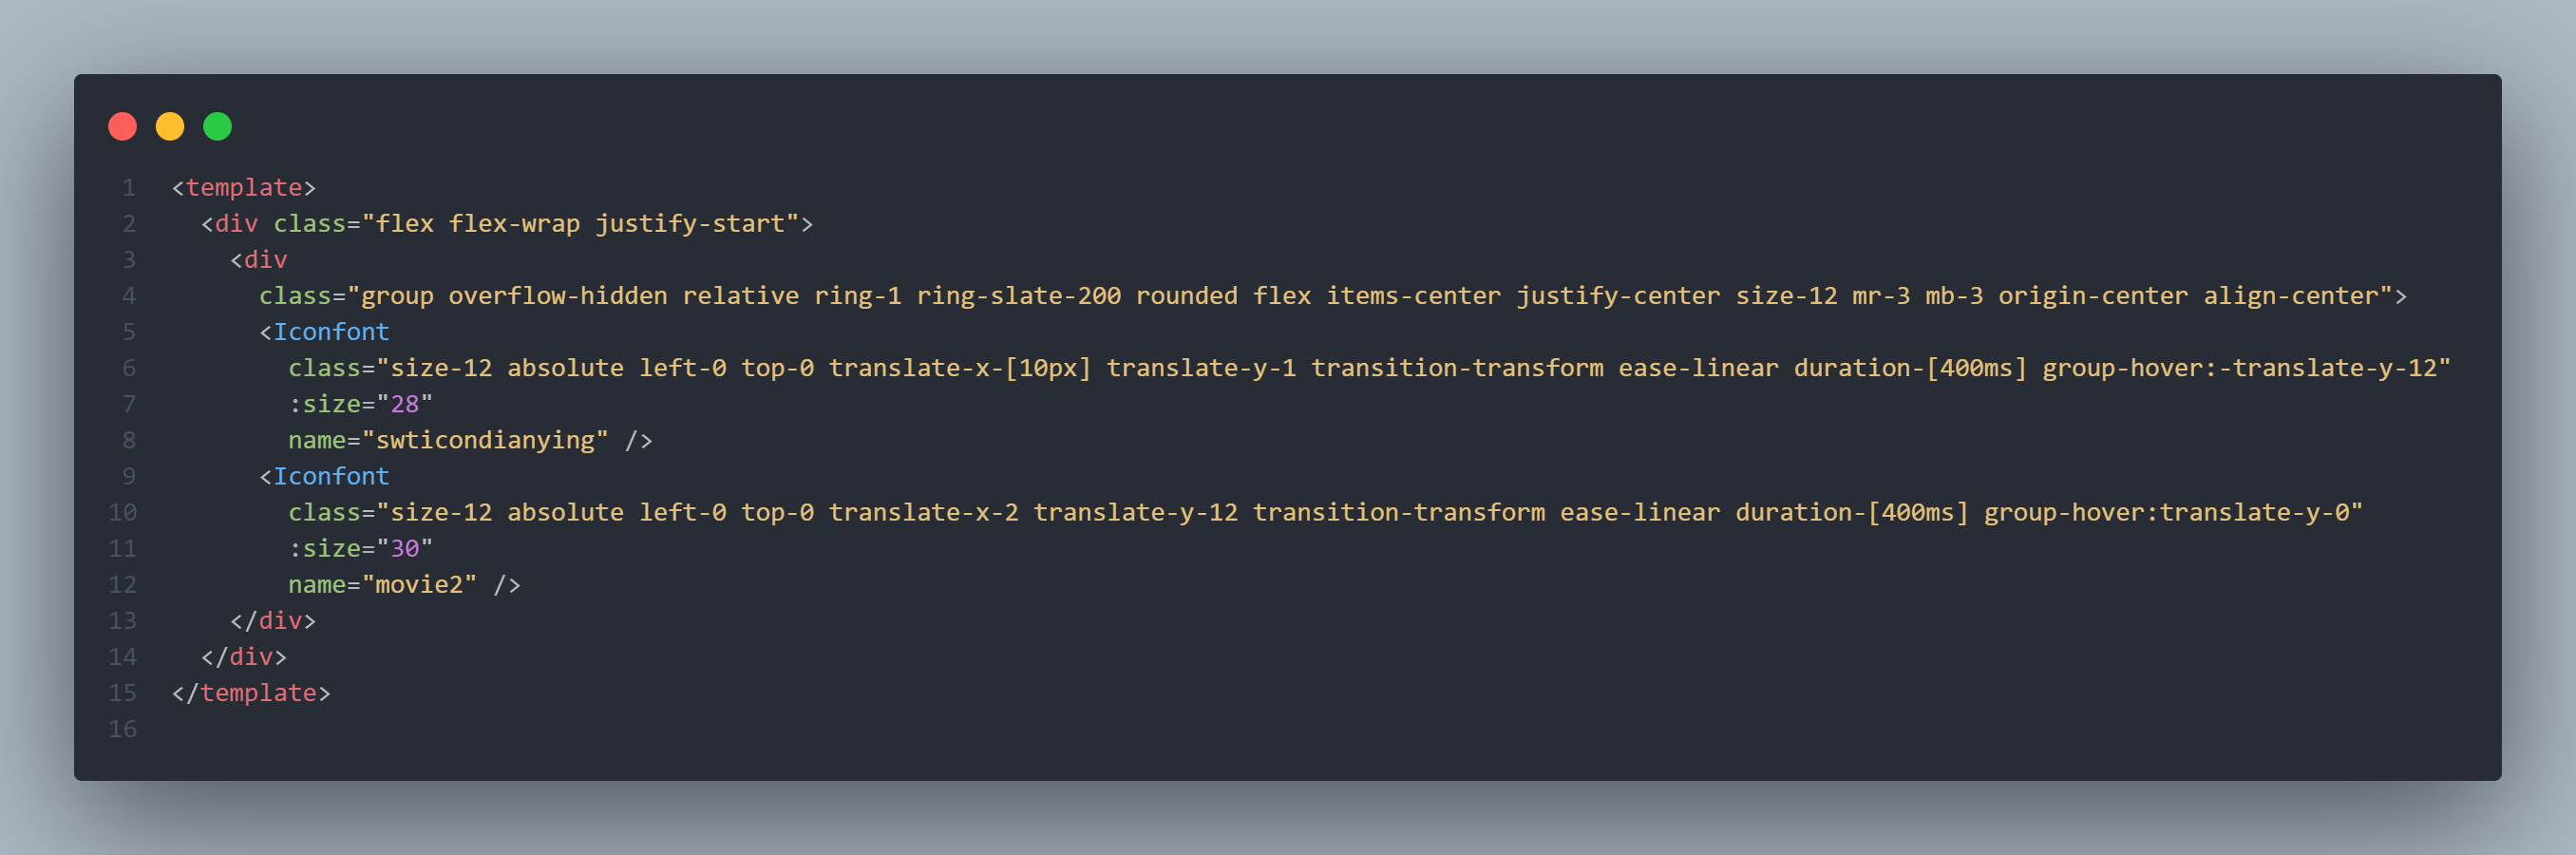 1 <template>
2   <div class="flex flex-wrap justify-start">
3     <div
4       class="group overflow-hidden relative ring-1 ring-slate-200 rounded flex items-center justify-center size-12 mr-3 mb-3 origin-center align-center">
5       <Iconfont
6         class="size-12 absolute left-0 top-0 translate-x-[10px] translate-y-1 transition-transform ease-linear duration-[400ms] group-hover:-translate-y-12"
7         :size="28"
8         name="swticondianying" />
9       <Iconfont
10         class="size-12 absolute left-0 top-0 translate-x-2 translate-y-12 transition-transform ease-linear duration-[400ms] group-hover:translate-y-0"
11         :size="30"
12         name="movie2" />
13     </div>
14   </div>
15 </template>
16